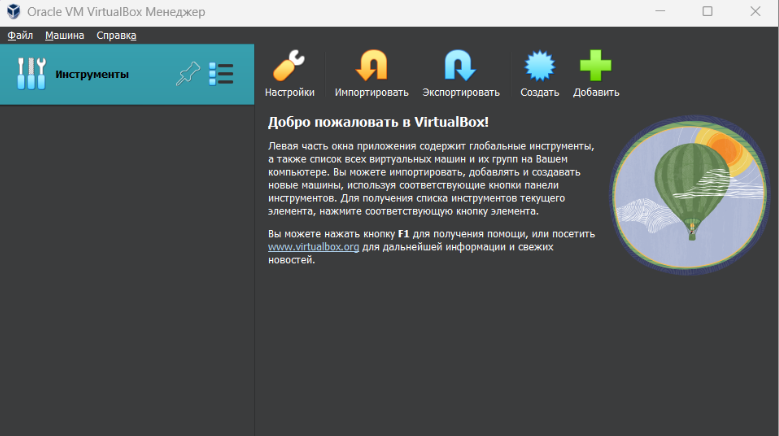 Oracle VM VirtualBox Менеджер
Файл Машина Справка
Инструменты
Настройки Импортировать Экспортировать Создать Добавить
Добро пожаловать в VirtualBox!
Левая часть окна приложения содержит глобальные инструменты,
а также список всех виртуальных машин и их групп на Вашем
компьютере. Вы можете импортировать, добавлять и создавать
новые машины, используя соответствующие кнопки панели
инструментов. Для получения списка инструментов текущего
элемента, нажмите соответствующую кнопку элемента.
Вы можете нажать кнопку F1 для получения помощи, или посетить
www.virtualbox.org для дальнейшей информации и свежих
новостей.